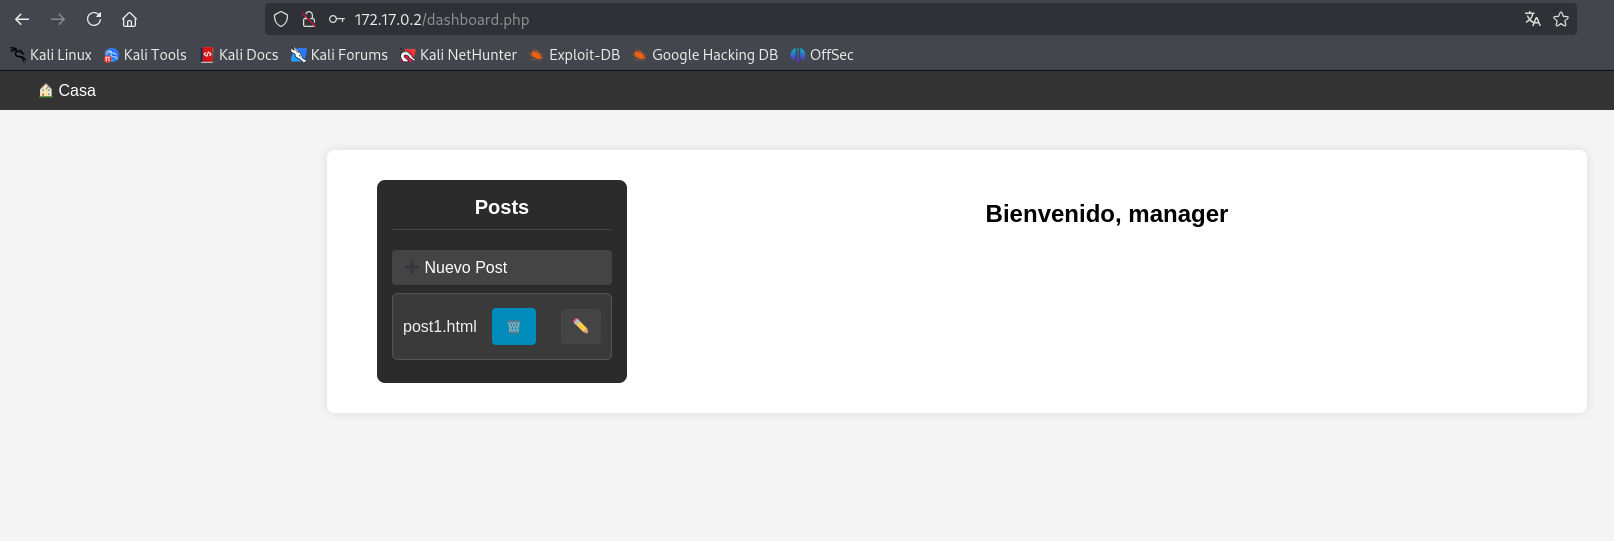 172.17.0.2/dashboard.php
Kali Linux Kali Tools Kali Docs Kali Forums Kali NetHunter Exploit-DB Google Hacking DB OffSec
Casa
Posts
Bienvenido, manager
Nuevo Post
post1.html